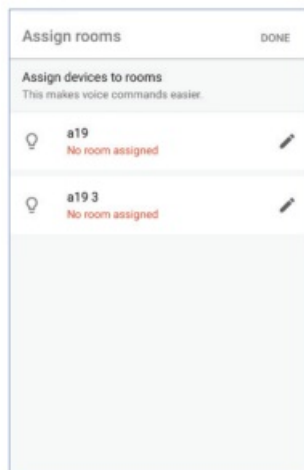 Assign rooms
DONE
Assign devices to rooms
This makes voice commands easier.
a19
No room assigned
a19 3
No room assigned